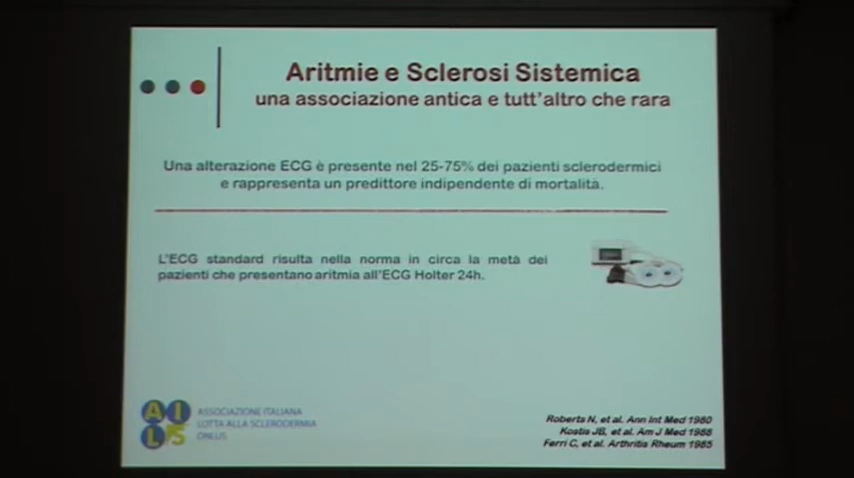 Aritmie e Sclerosi Sistemica
una associazione antica e tutt'altro che rara
Una alterazione ECG è presente nel 25-75% dei pazienti sclerodermici
e rappresenta un predittore indipendente di mortalità.
L'ECG standard risulta nella norma in circa la metà dei
pazienti che presentano aritmia all'ECG Holter 24h.
AILS
ASSOCIAZIONE ITALIANA
LOTTA ALLA SCLERODERMIA
ONLUS
Roberts N, et al. Ann Int Med 1980
Kostis JB, et al. Am J Med 1988
Ferri C, et al. Arthritis Rheum 1985